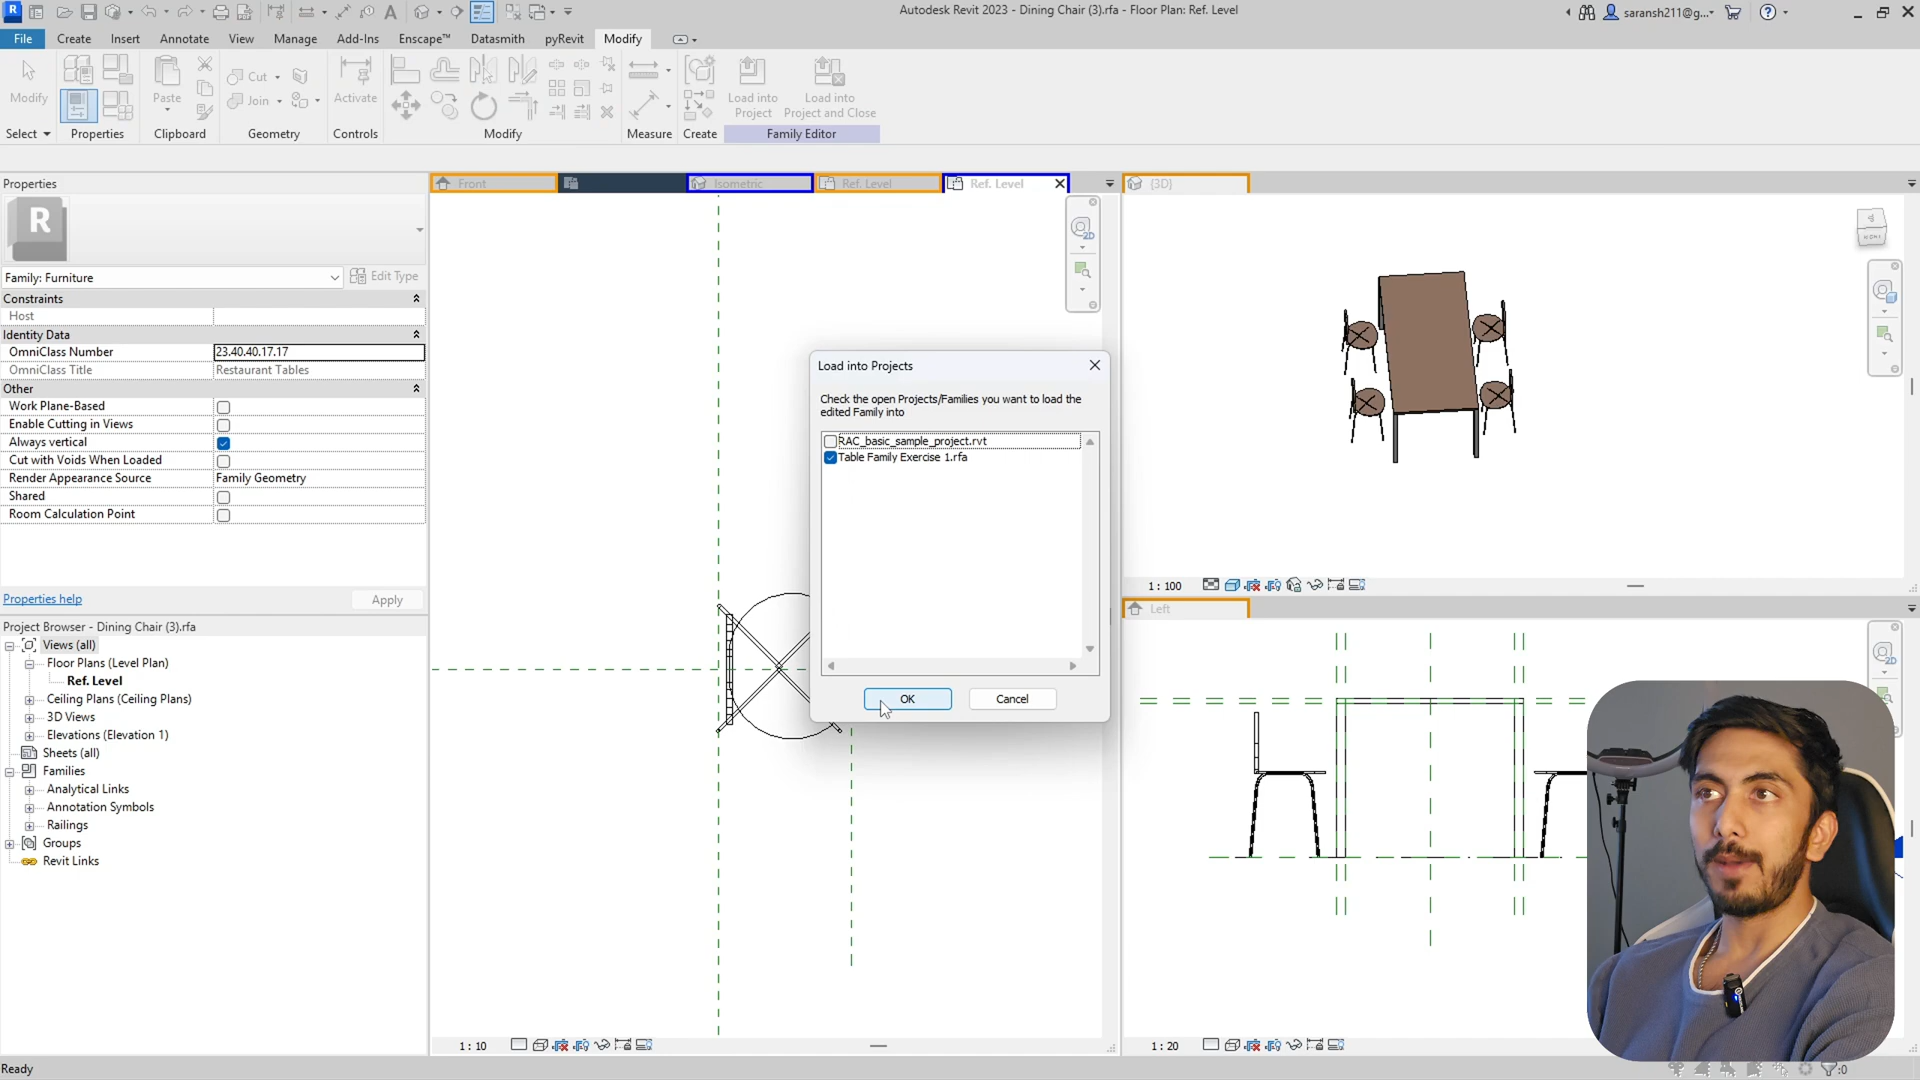 Autodesk Revit 2023 - Dining Chair (3).rfa - Floor Plan: Ref. Level
saransh211@g...
File Create Insert Annotate View Manage Add-Ins Enscape™ Datasmith pyRevit Modify
Modify
Paste
Cut
Join
Activate
Load into Project
Load into Project and Close
Select Properties Clipboard Geometry Controls Modify Measure Create Family Editor
Properties
R
Family: Furniture
Edit Type
Constraints
Host
Identity Data
OmniClass Number 23.40.40.17.17
OmniClass Title Restaurant Tables
Other
Work Plane-Based
Enable Cutting in Views
Always vertical
Cut with Voids When Loaded
Render Appearance Source Family Geometry
Shared
Room Calculation Point
Properties help
Apply
Project Browser - Dining Chair (3).rfa
Views (all)
Floor Plans (Level Plan)
Ref. Level
Ceiling Plans (Ceiling Plans)
3D Views
Elevations (Elevation 1)
Sheets (all)
Families
Analytical Links
Annotation Symbols
Railings
Groups
Revit Links
Front
Isometric
Ref. Level
Ref. Level
{3D}
2D
Load into Projects
Check the open Projects/Families you want to load the
edited Family into
RAC_basic_sample_project.rvt
Table Family Exercise 1.rfa
OK
Cancel
1 : 100
Left
2D
1 : 10
1 : 20
Ready
:0